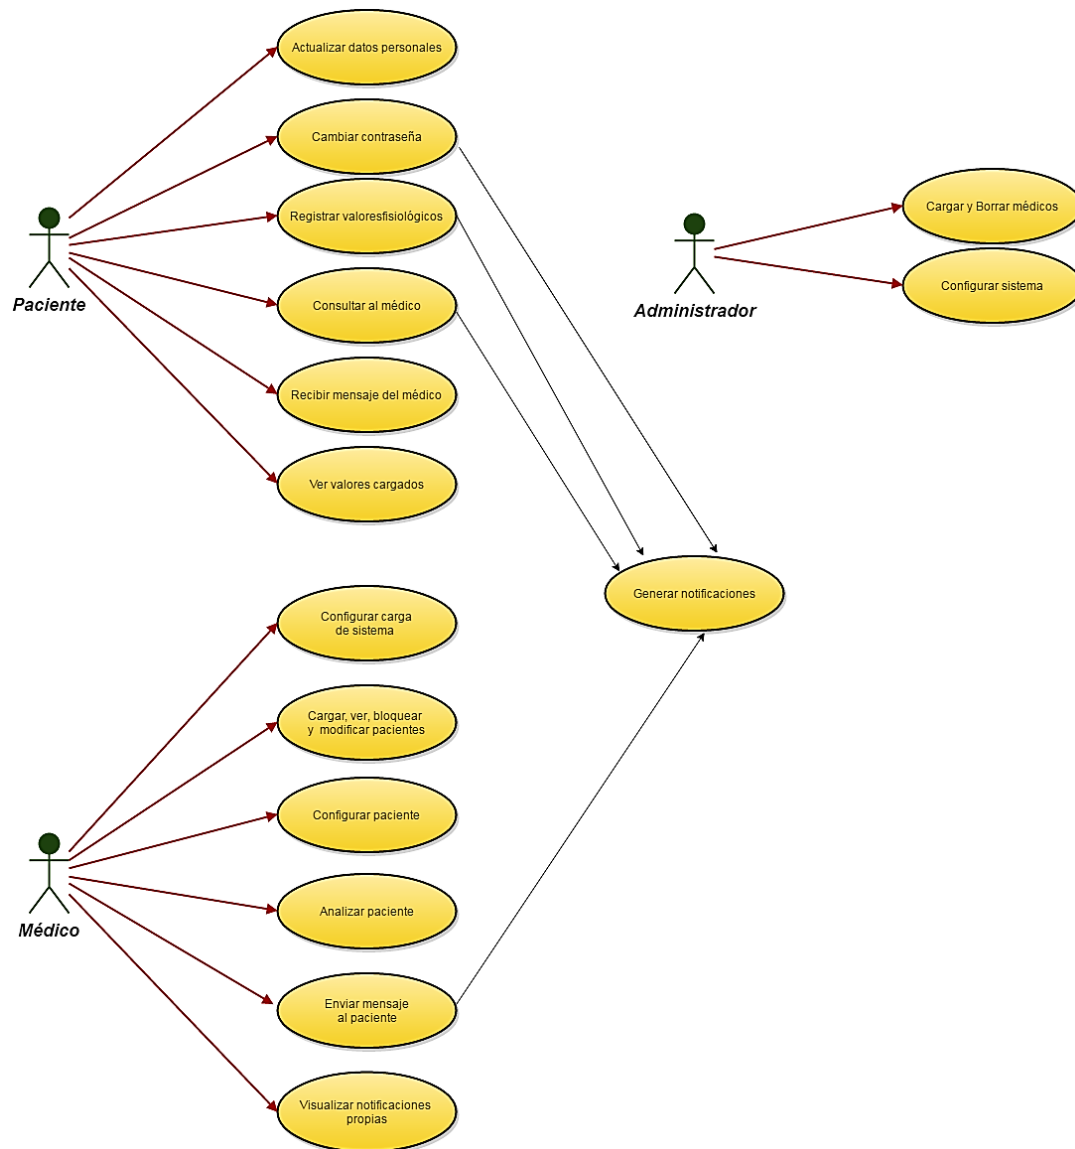 Actualizar datos personales
Cambiar contraseña
Registrar valoresfisiológicos
Paciente
Consultar al médico
Recibir mensaje del médico
Ver valores cargados
Cargar y Borrar médicos
Administrador
Configurar sistema
Generar notificaciones
Configurar carga
de sistema
Cargar, ver, bloquear
y modificar pacientes
Configurar paciente
Médico
Analizar paciente
Enviar mensaje
al paciente
Visualizar notificaciones
propias